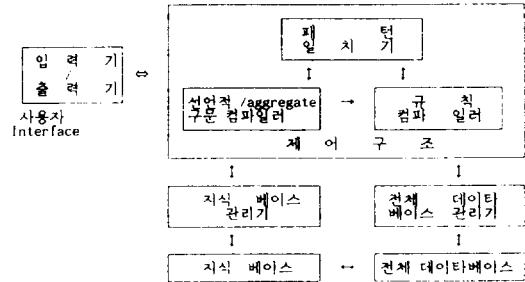 패 턴
일 치 기
입 력 기
/
출 력 기
사용자
Interface
선언적 /aggregate
구문 컴파일러
규 칙
컴파 일러
제 어 구 조
지식 베이스
관리기
전체 데이타
베이스 관리기
지식 베이스
전체 데이타베이스